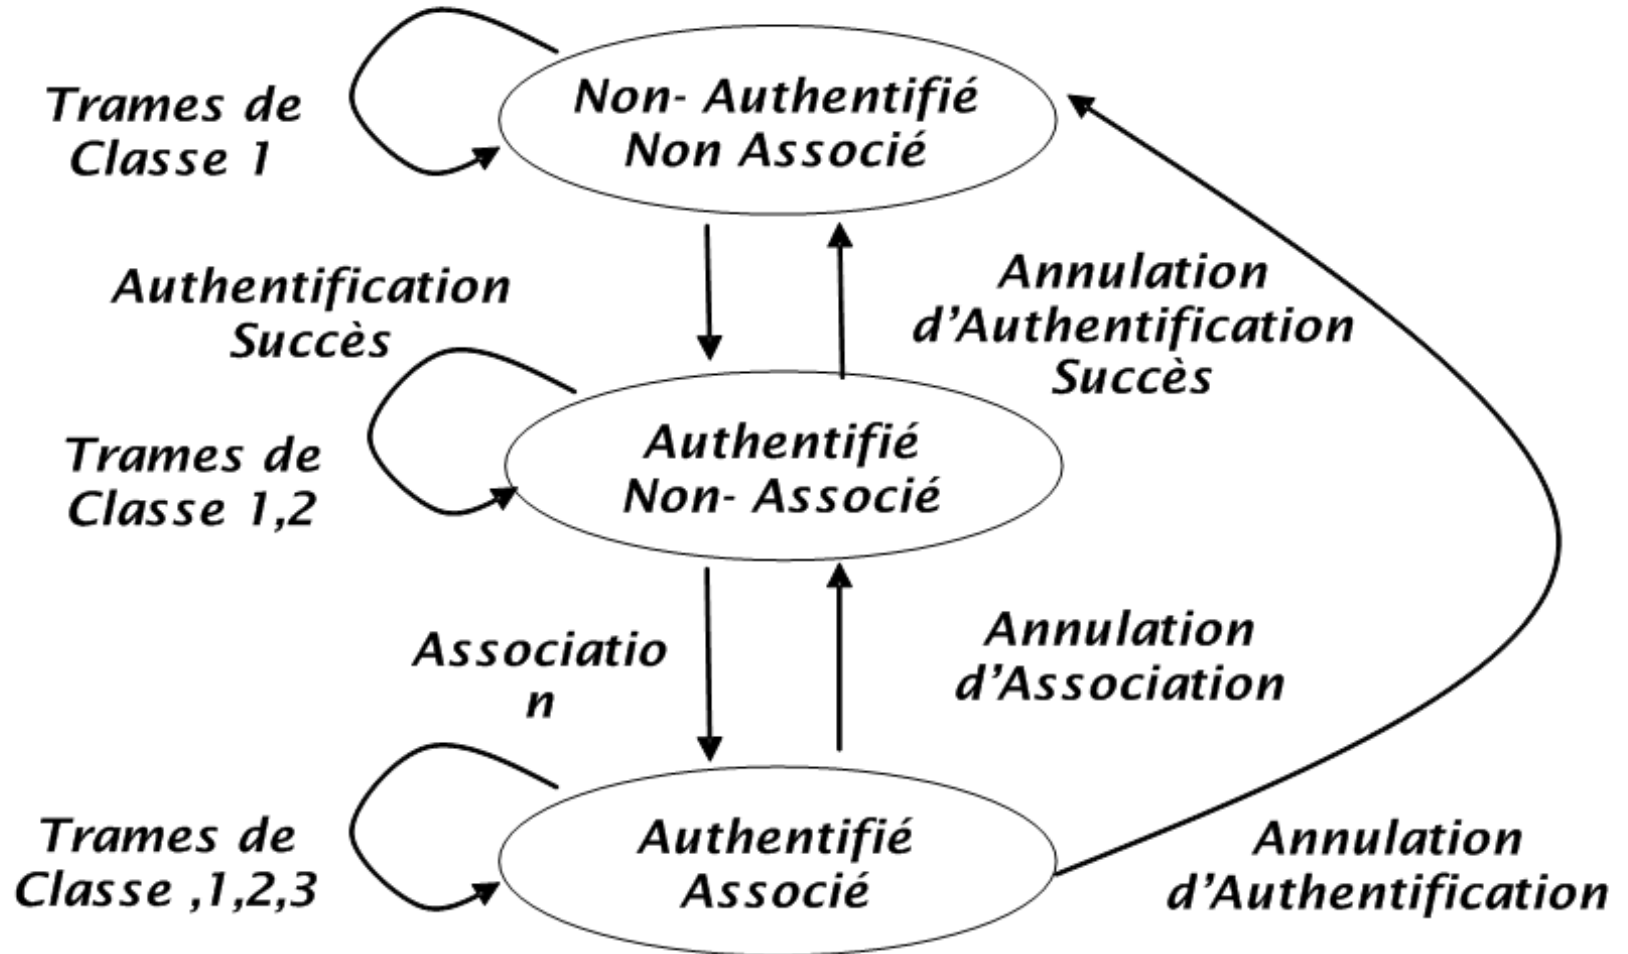 Trames de
Classe 1
Non- Authentifié
Non Associé
Authentification
Succès
Annulation
d'Authentification
Succès
Trames de
Classe 1,2
Authentifié
Non- Associé
Associatio
n
Annulation
d'Association
Trames de
Classe ,1,2,3
Authentifié
Associé
Annulation
d'Authentification